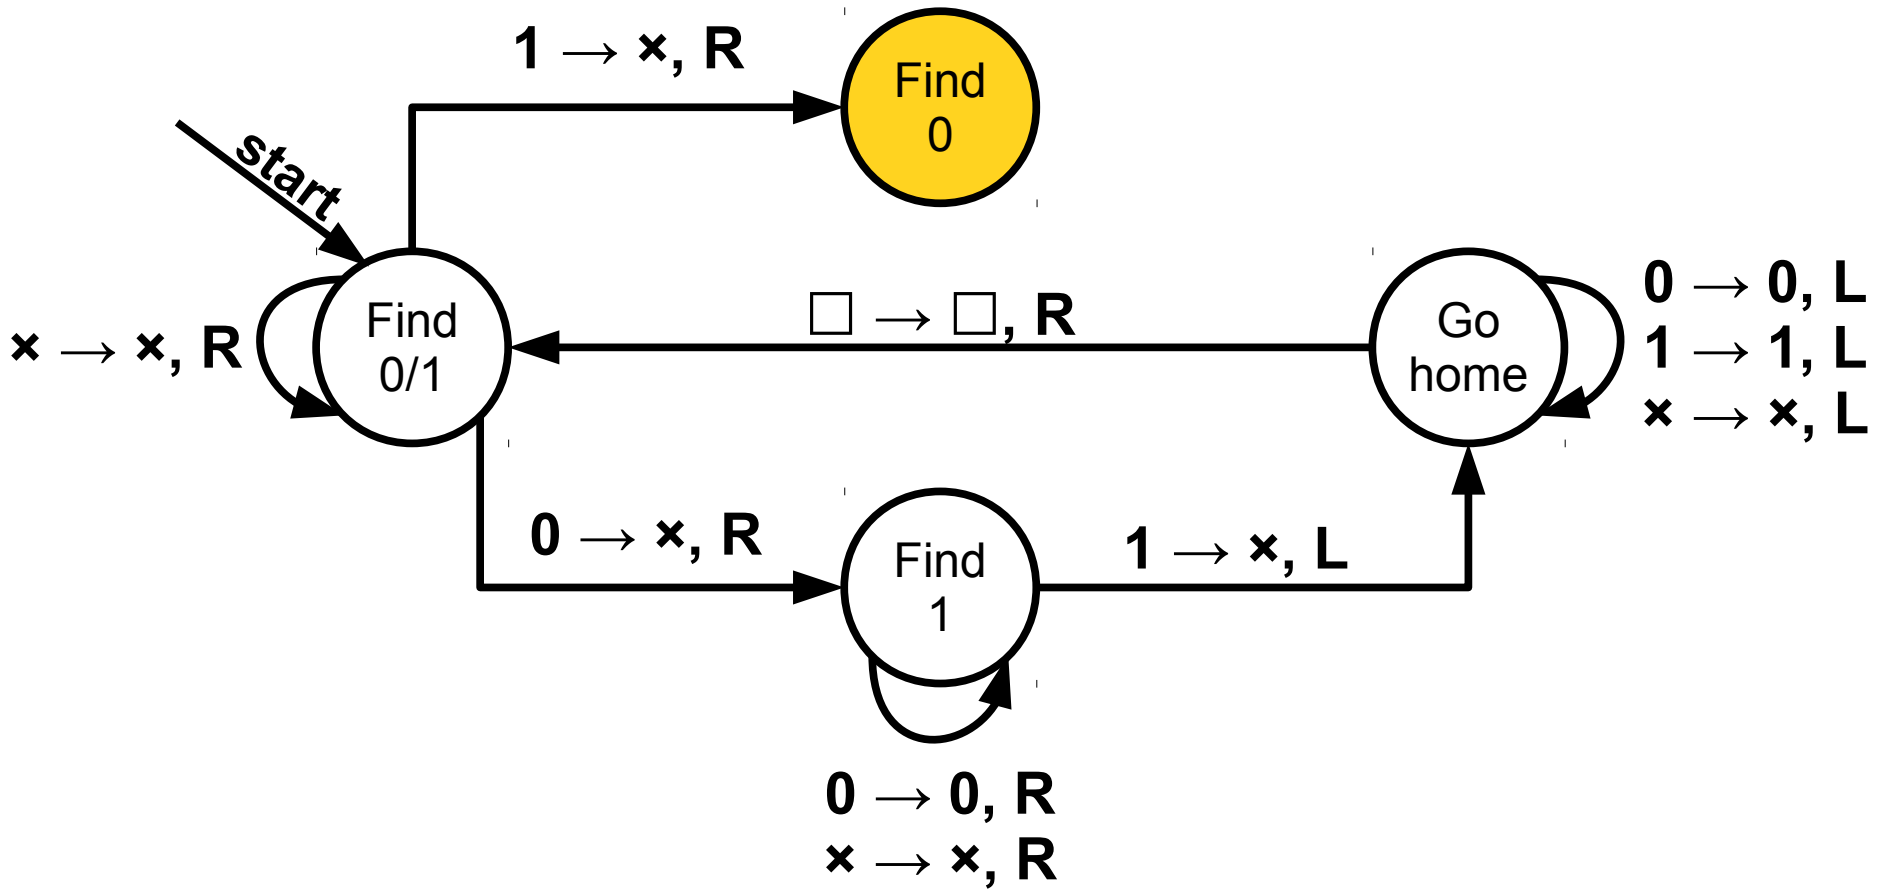 1 → ×, R
Find
0
start
Find
0/1
× → ×, R
□ → □, R
Go
home
0 → 0, L
1 → 1, L
× → ×, L
0 → ×, R
Find
1
1 → ×, L
0 → 0, R
× → ×, R